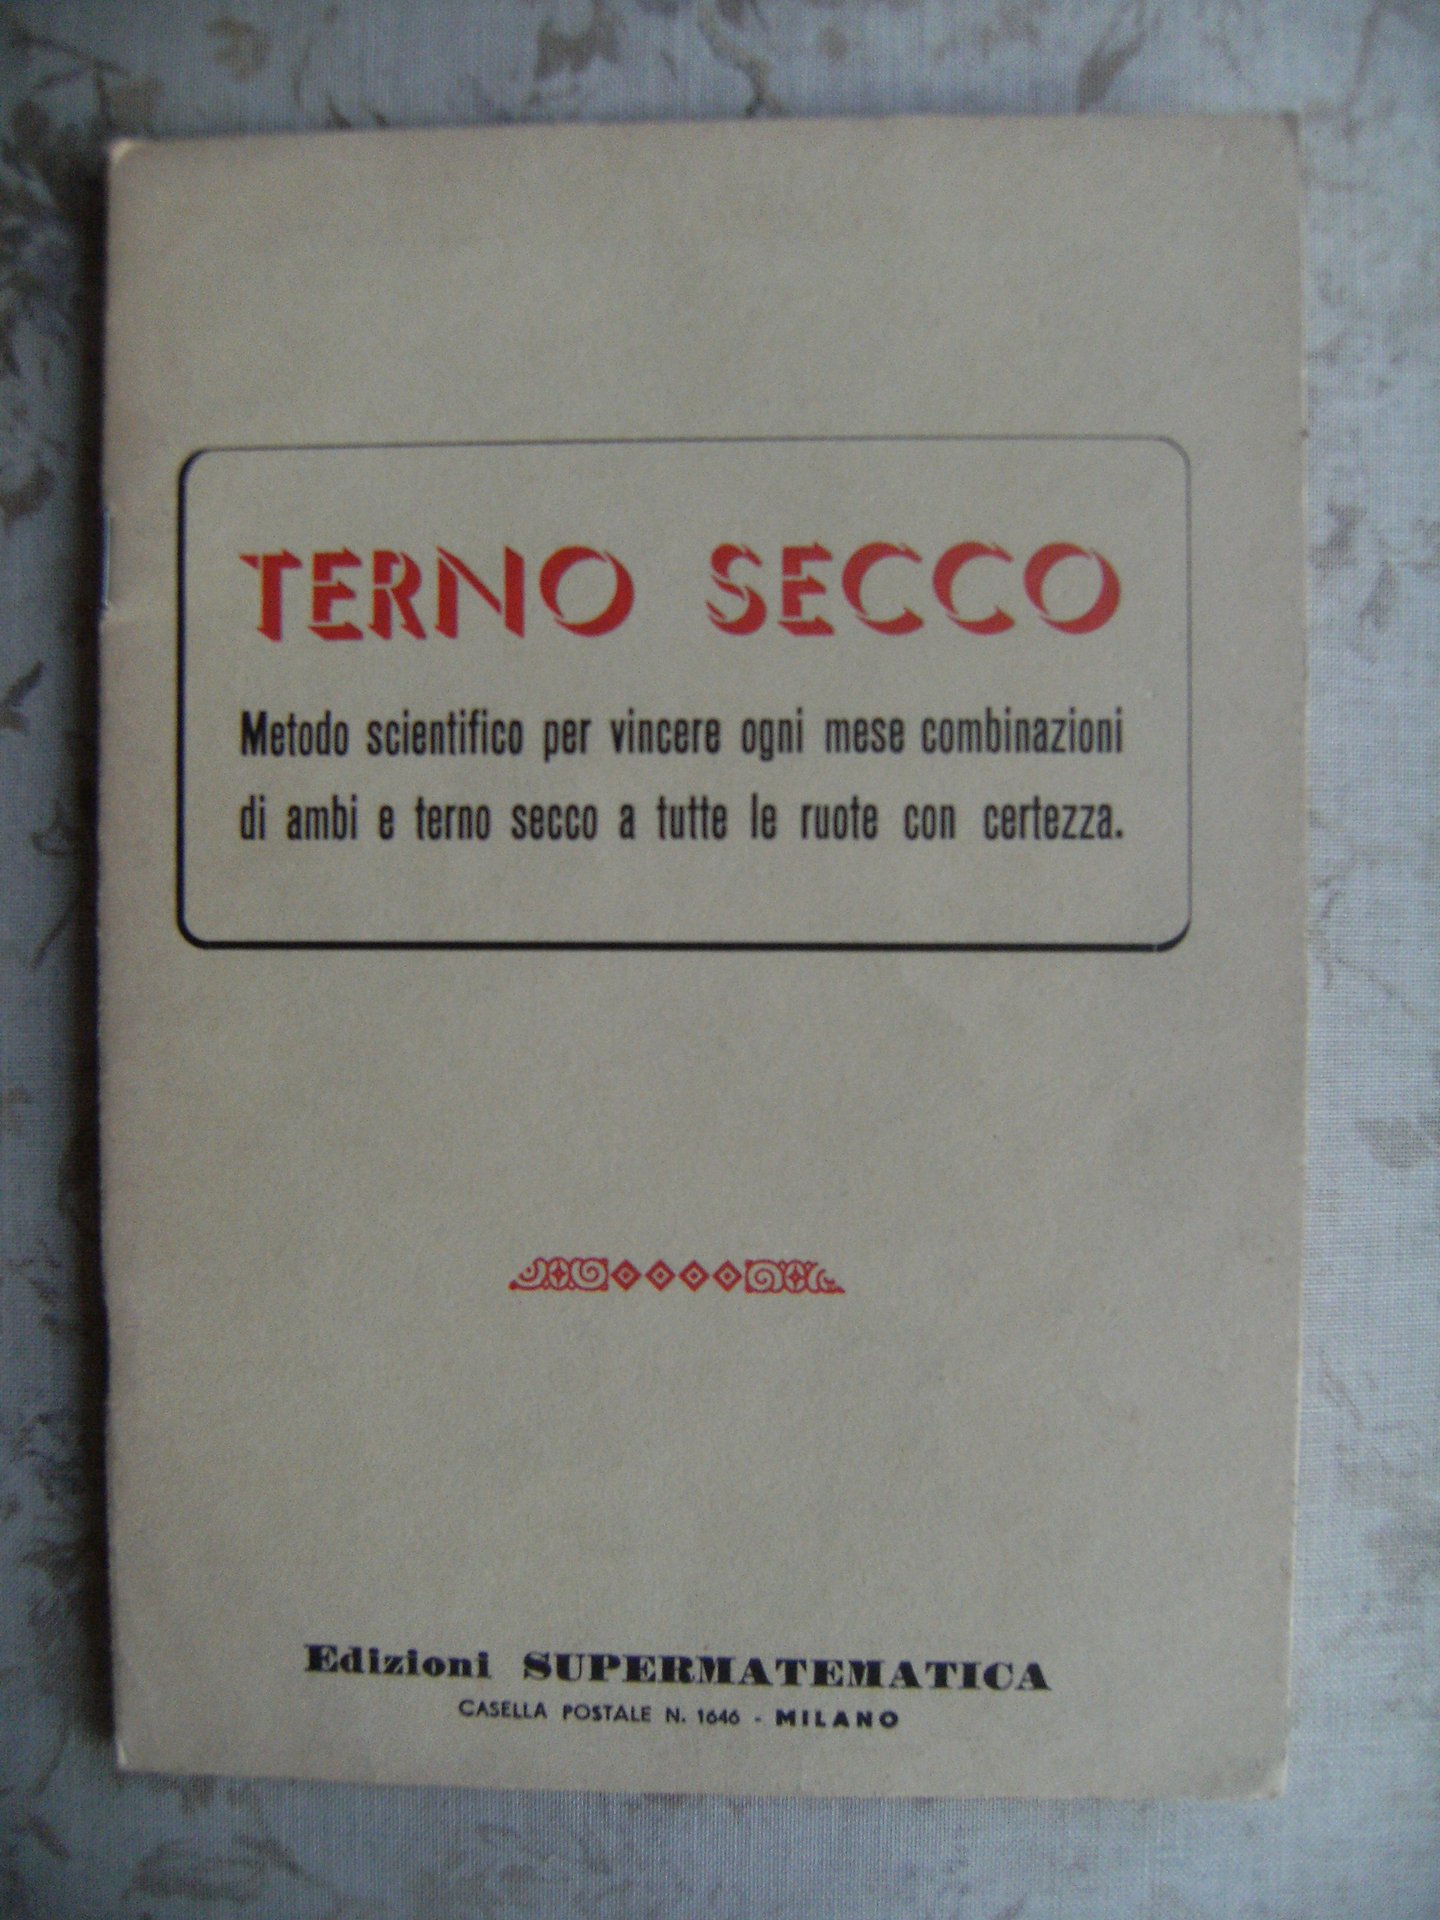 TERNO SECCO
Metodo scientifico per vincere ogni mese combinazioni
di ambi e terno secco a tutte le ruote con certezza.
Edizioni SUPERMATEMATICA
CASELLA POSTALE N. 1646 - MILANO